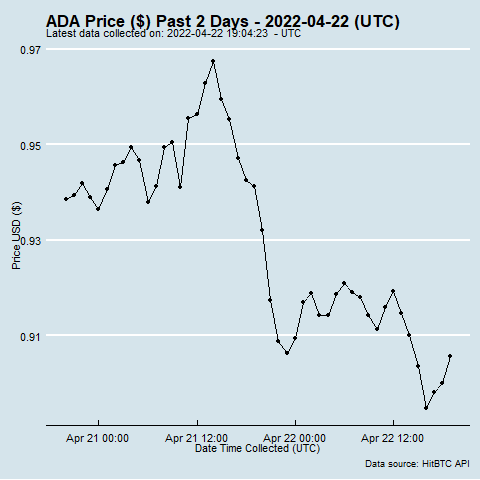 ADA Price ($) Past 2 Days - 2022-04-22 (UTC)
Latest data collected on: 2022-04-22 19:04:23  - UTC
0.97
0.95
0.93
0.91
Price USD ($)
Apr 21 00:00
Apr 21 12:00
Apr 22 00:00
Apr 22 12:00
Date Time Collected (UTC)
Data source: HitBTC API